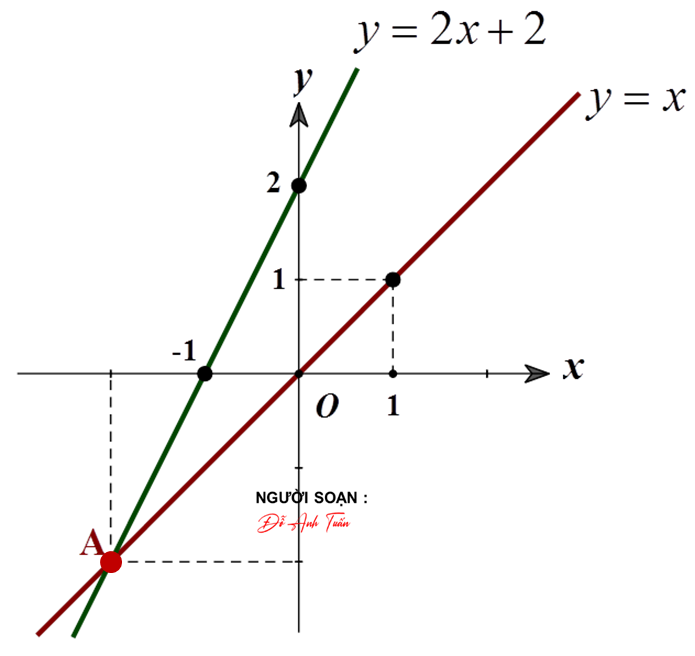 y = 2x + 2
y
y = x
2
1
-1
x
O
1
NGƯỜI SOẠN :
Đỗ Anh Tuấn
A